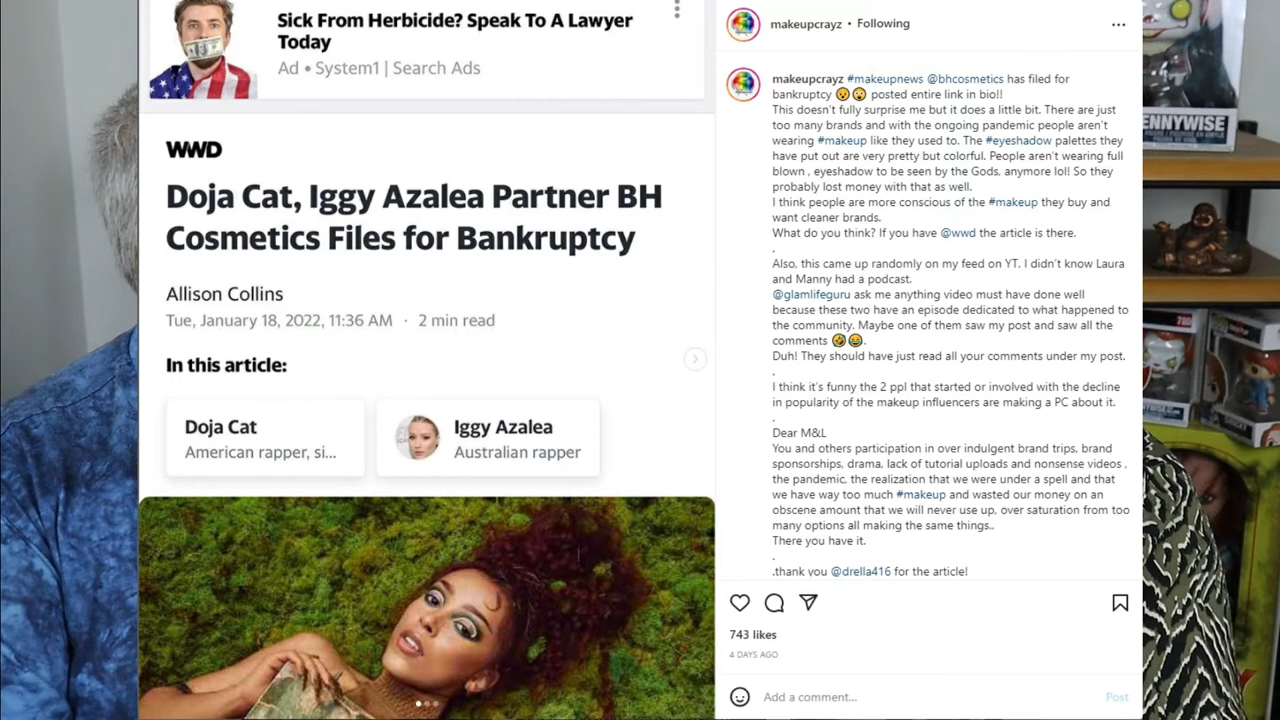 Sick From Herbicide? Speak To A Lawyer
Today
Ad • System1 | Search Ads
WWD
Doja Cat, Iggy Azalea Partner BH
Cosmetics Files for Bankruptcy
Allison Collins
Tue, January 18, 2022, 11:36 AM · 2 min read
In this article:
Doja Cat
American rapper, si...
Iggy Azalea
Australian rapper
makeupcrayz • Following
makeupcrayz #makeupnews @bhcosmetics has filed for
bankruptcy 😮😲 posted entire link in bio!!
This doesn't fully surprise me but it does a little bit. There are just
too many brands and with the ongoing pandemic people aren't
wearing #makeup like they used to. The #eyeshadow palettes they
have put out are very pretty but colorful. People aren't wearing full
blown , eyeshadow to be seen by the Gods, anymore lol! So they
probably lost money with that as well.
I think people are more conscious of the #makeup they buy and
want cleaner brands.
What do you think? If you have @wwd the article is there.
.
Also, this came up randomly on my feed on YT. I didn't know Laura
and Manny had a podcast.
@glamlifeguru ask me anything video must have done well
because these two have an episode dedicated to what happened to
the community. Maybe one of them saw my post and saw all the
comments 🤣😂.
Duh! They should have just read all your comments under my post.
.
I think it's funny the 2 ppl that started or involved with the decline
in popularity of the makeup influencers are making a PC about it.
.
Dear M&L
You and others participation in over indulgent brand trips, brand
sponsorships, drama, lack of tutorial uploads and nonsense videos ,
the pandemic, the realization that we were under a spell and that
we have way too much #makeup and wasted our money on an
obscene amount that we will never use up, over saturation from too
many options all making the same things..
There you have it.
.
.thank you @drella416 for the article!
743 likes
4 DAYS AGO
Add a comment...
Post
ENNYWISE